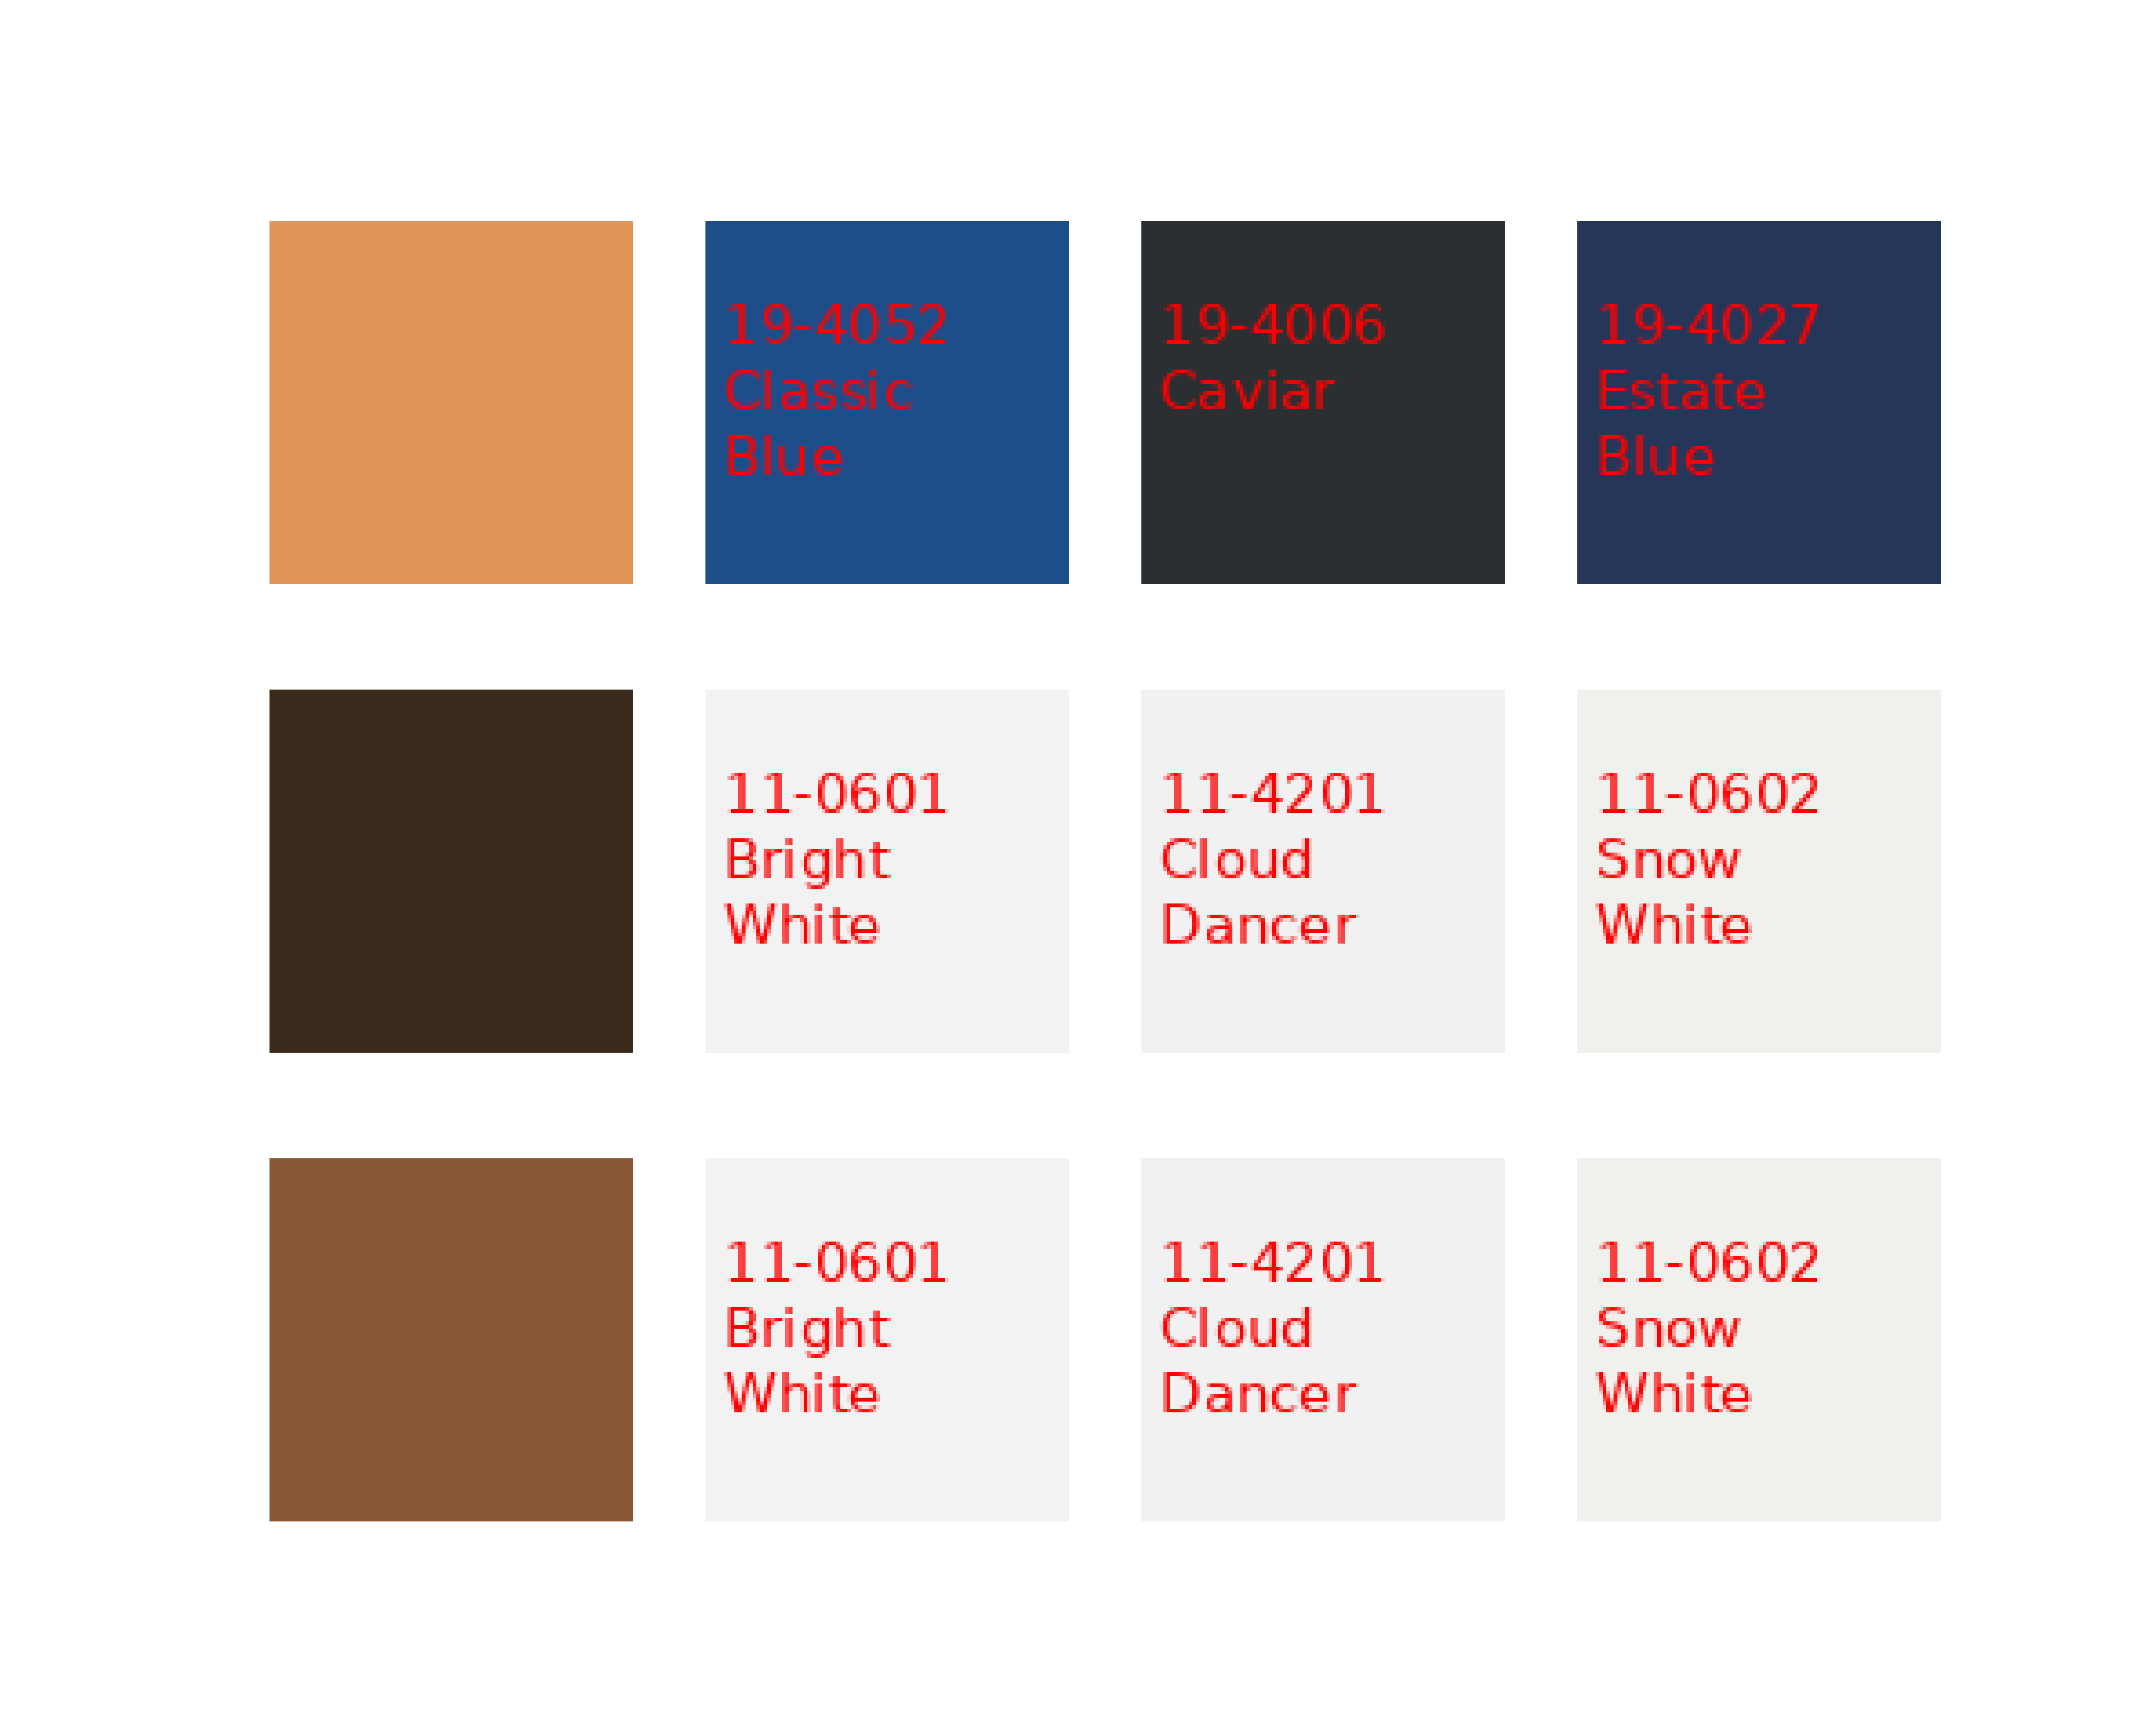 19-4052
Classic
Blue
19-4006
Caviar
19-4027
Estate
Blue
11-0601
Bright
White
11-4201
Cloud
Dancer
11-0602
Snow
White
11-0601
Bright
White
11-4201
Cloud
Dancer
11-0602
Snow
White